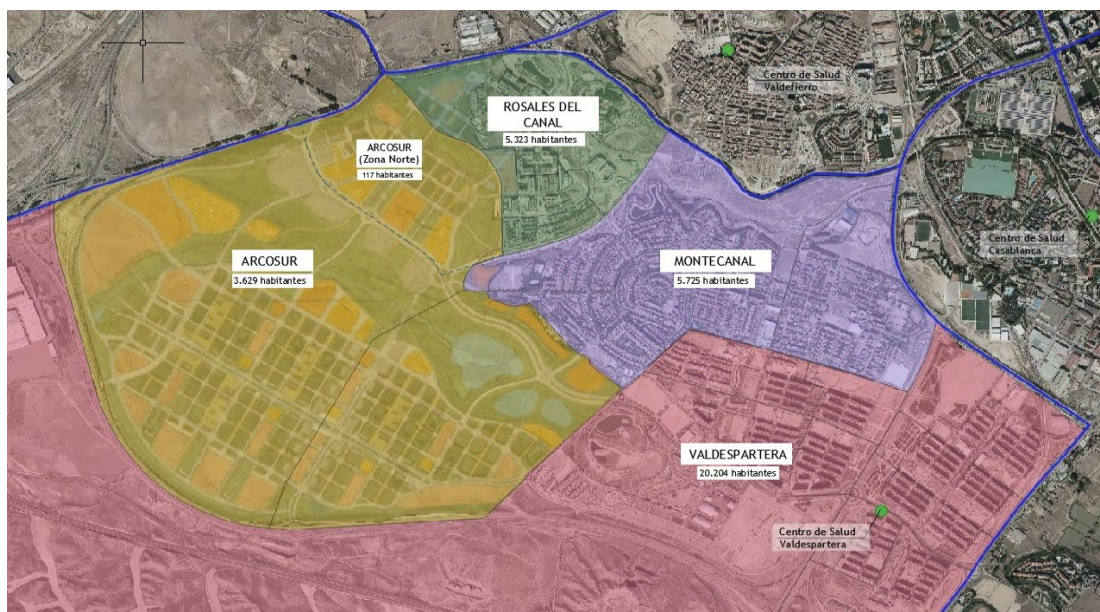 Centro de Salud
Valdefierro
ROSALES DEL
CANAL
5.323 habitantes
ARCOSUR
(Zona Norte)
117 habitantes
Centro de Salud
Casablanca
ARCOSUR
3.629 habitantes
MONTECANAL
5.725 habitantes
VALDESPARTERA
20.204 habitantes
Centro de Salud
Valdespartera